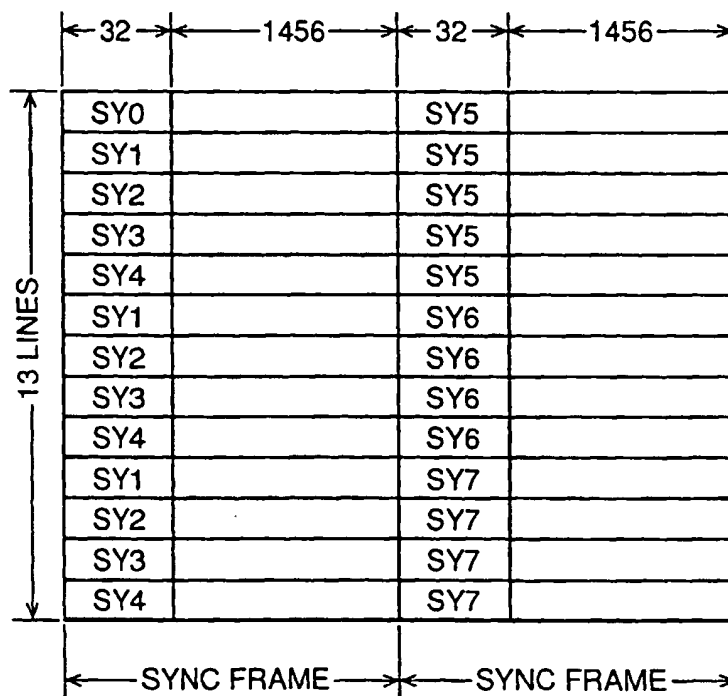 32 1456 32 1456
SY0 SY5
SY1 SY5
SY2 SY5
SY3 SY5
SY4 SY5
SY1 SY6
SY2 SY6
SY3 SY6
SY4 SY6
SY1 SY7
SY2 SY7
SY3 SY7
SY4 SY7
13 LINES
SYNC FRAME SYNC FRAME